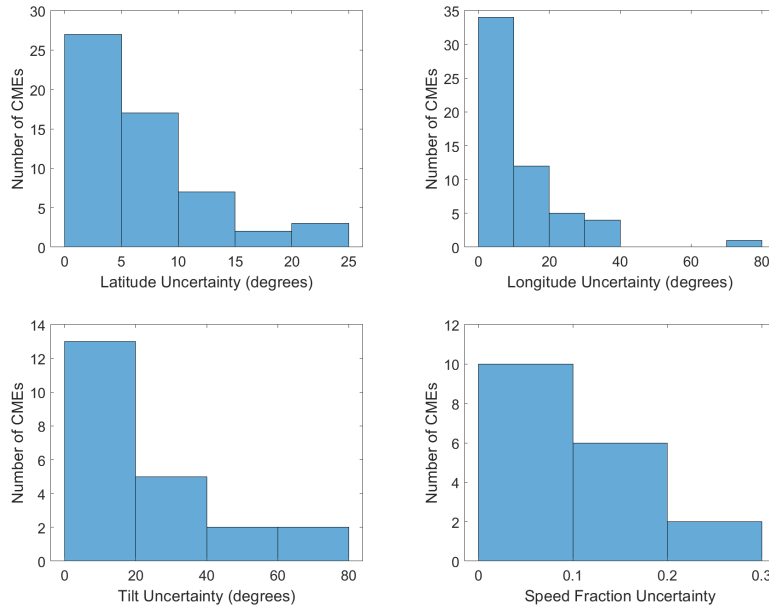 30
25
20
15
10
5
0
Number of CMEs
0 5 10 15 20 25
Latitude Uncertainty (degrees)
35
30
25
20
15
10
5
0
Number of CMEs
0 20 40 60 80
Longitude Uncertainty (degrees)
14
12
10
8
6
4
2
0
Number of CMEs
0 20 40 60 80
Tilt Uncertainty (degrees)
12
10
8
6
4
2
0
Number of CMEs
0 0.1 0.2 0.3
Speed Fraction Uncertainty